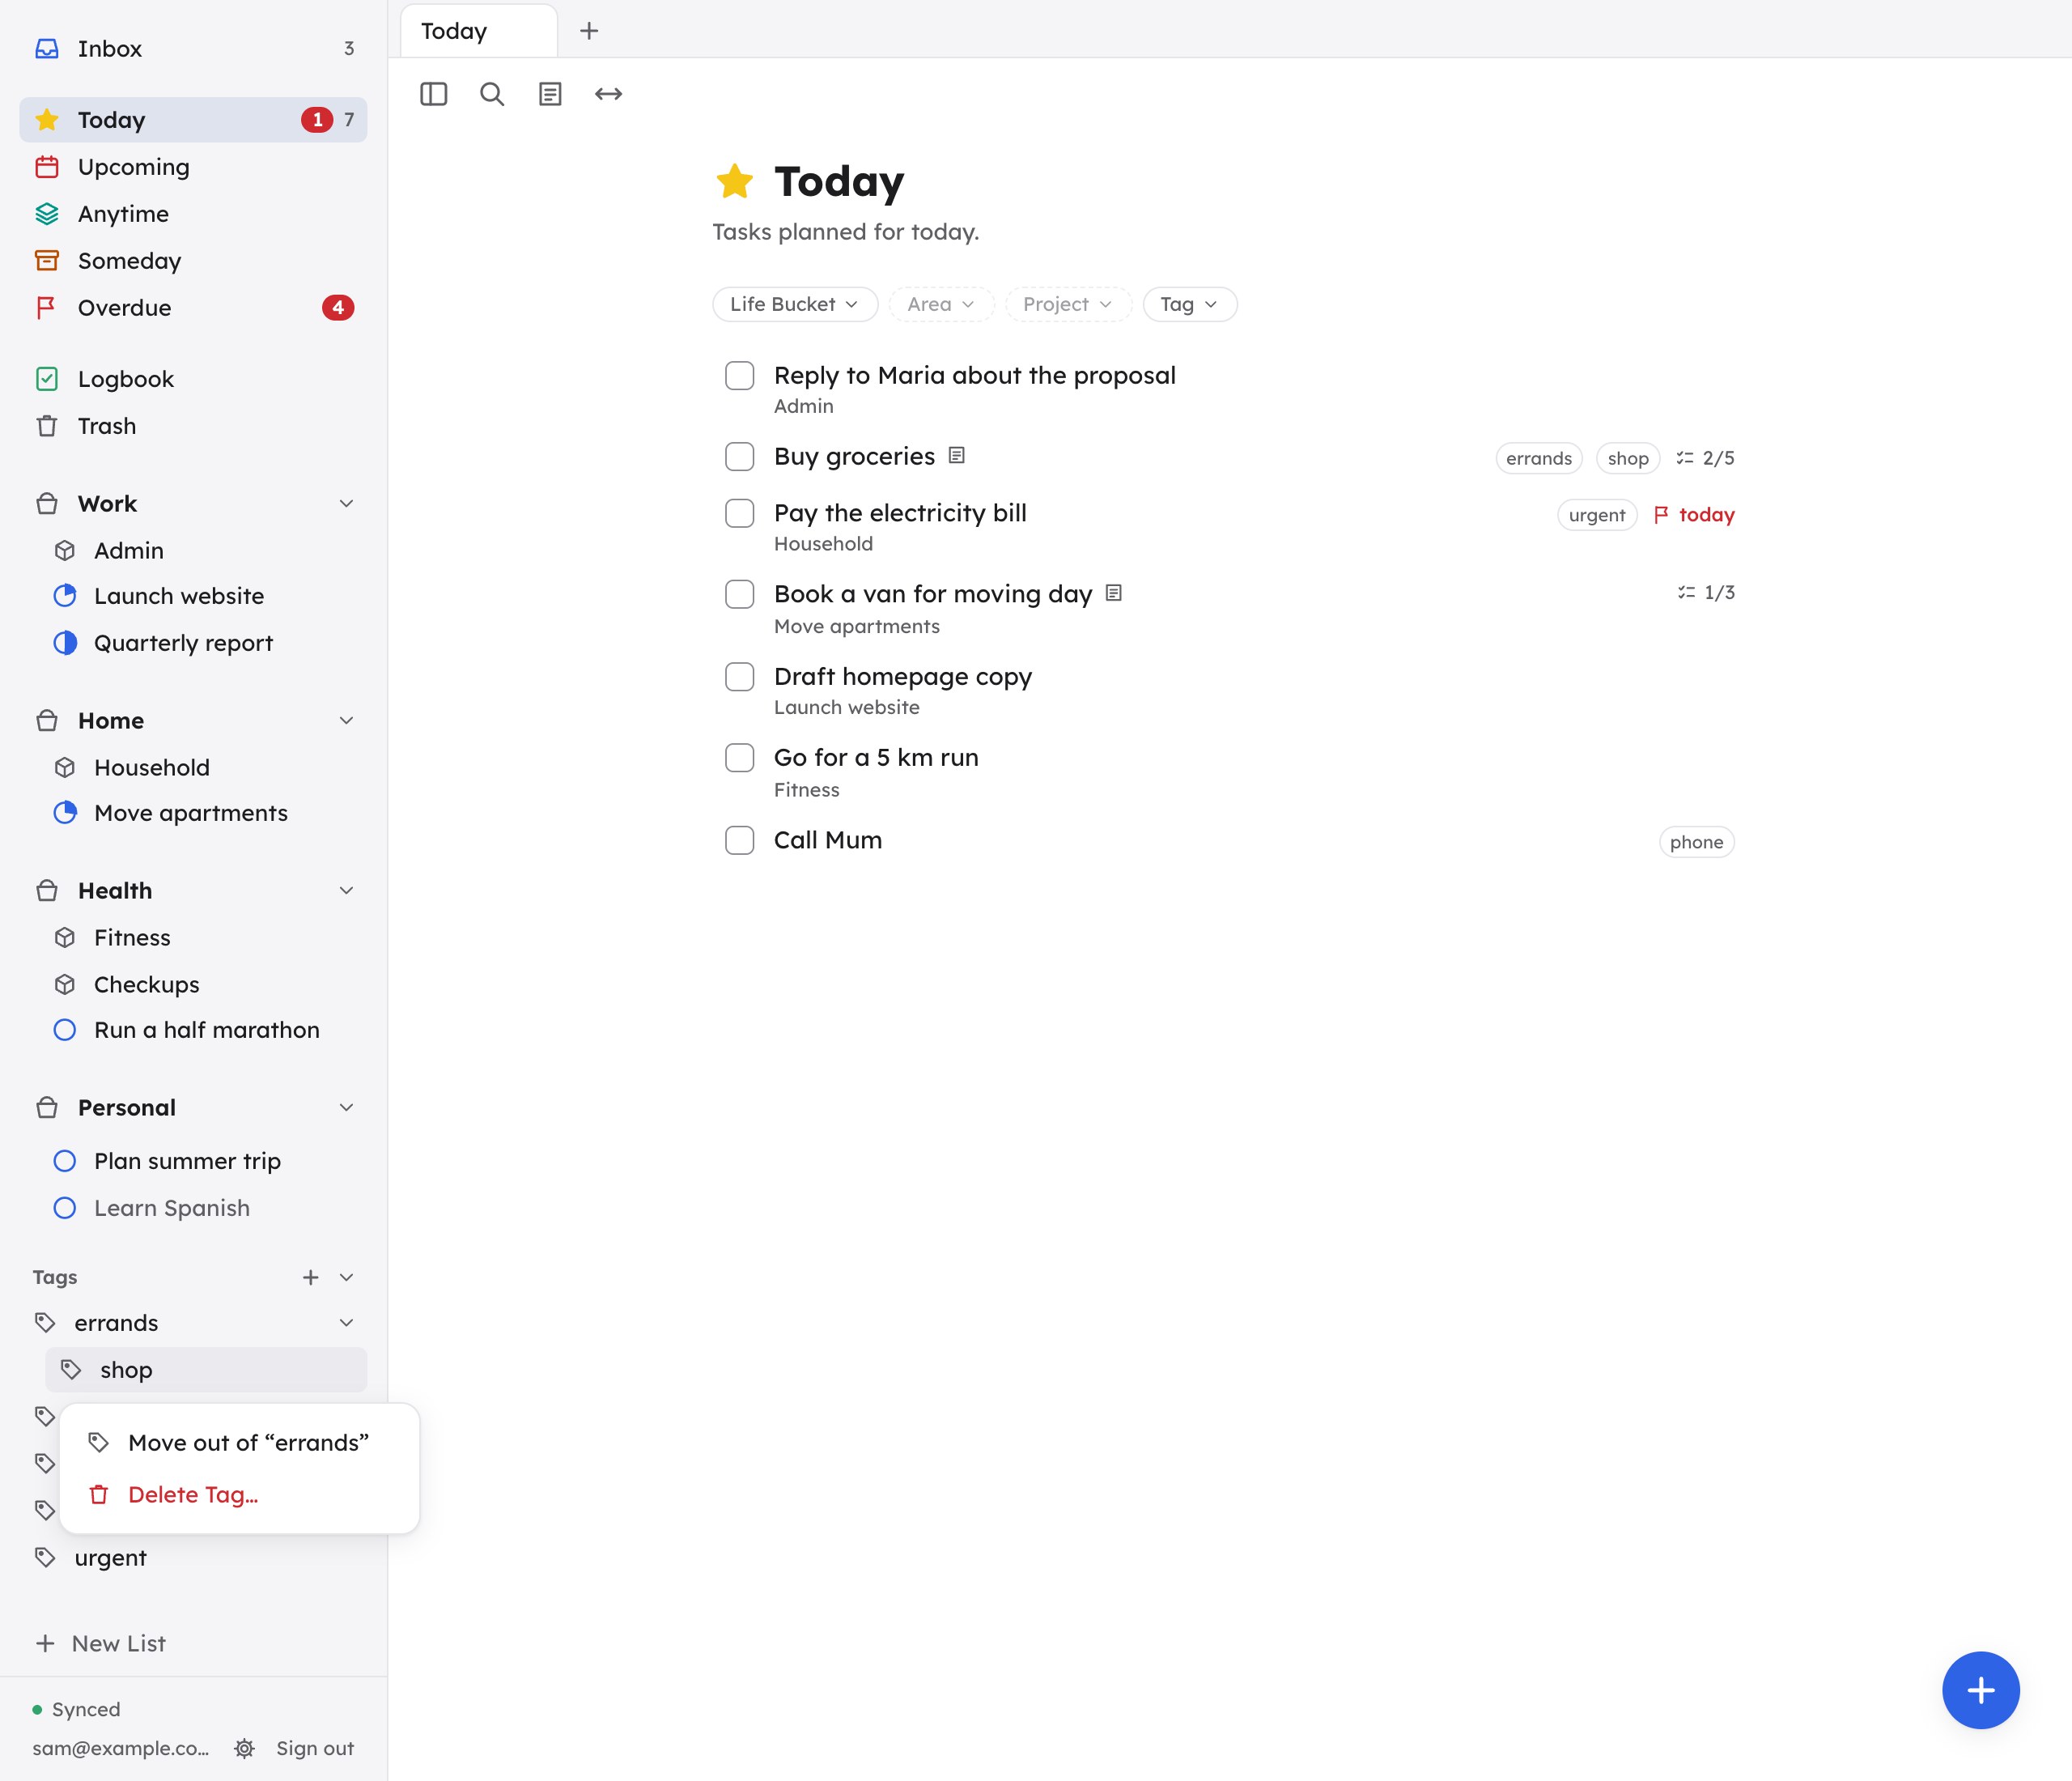 Inbox 3
Today 1 7
Upcoming
Anytime
Someday
Overdue 4
Logbook
Trash
Work
Admin
Launch website
Quarterly report
Home
Household
Move apartments
Health
Fitness
Checkups
Run a half marathon
Personal
Plan summer trip
Learn Spanish
Tags
errands
shop
Move out of “errands”
Delete Tag…
urgent
New List
Synced
sam@example.co… Sign out
Today
Today
Tasks planned for today.
Life Bucket Area Project Tag
Reply to Maria about the proposal
Admin
Buy groceries errands shop 2/5
Pay the electricity bill urgent today
Household
Book a van for moving day 1/3
Move apartments
Draft homepage copy
Launch website
Go for a 5 km run
Fitness
Call Mum phone